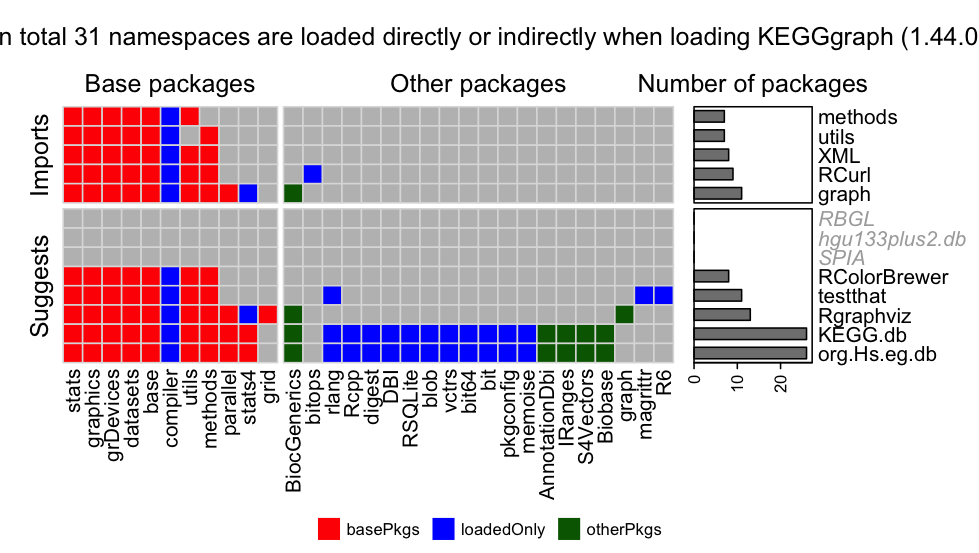 n total 31 namespaces are loaded directly or indirectly when loading KEGGgraph (1.44.0
Base packages
Other packages
Number of packages
Imports
methods
utils
XML
RCurl
graph
Suggests
RBGL
hgu133plus2.db
SPIA
RColorBrewer
testthat
Rgraphviz
KEGG.db
org.Hs.eg.db
stats
graphics
grDevices
datasets
base
compiler
utils
methods
parallel
stats4
grid
BiocGenerics
bitops
rlang
Rcpp
digest
DBI
RSQLite
blob
vctrs
bit64
bit
pkgconfig
memoise
AnnotationDbi
IRanges
S4Vectors
Biobase
graph
magrittr
R6
0
10
20
basePkgs
loadedOnly
otherPkgs